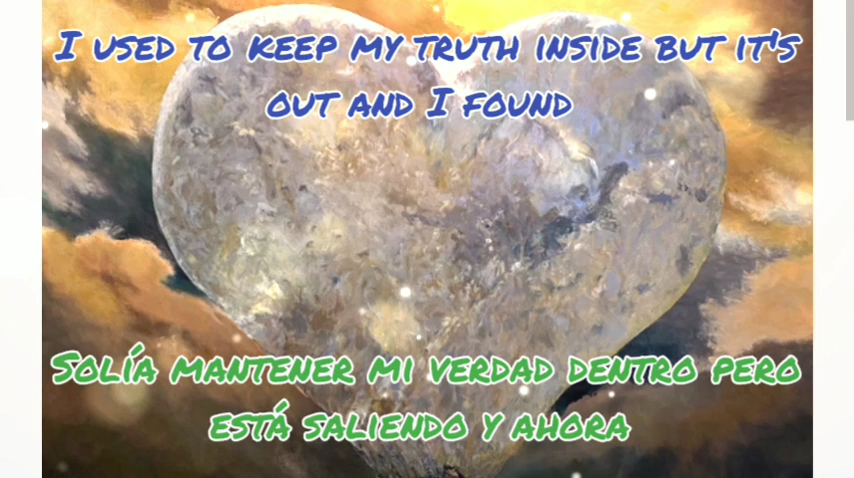 I used to keep my truth inside but it's
out and I found
Solía mantener mi verdad dentro pero
está saliendo y ahora